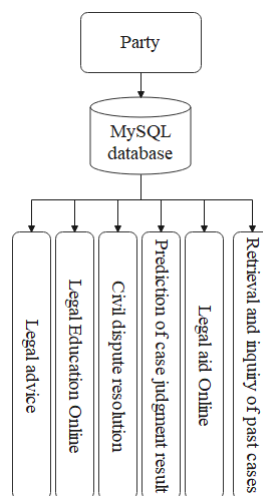 Party
MySQL
database
Legal advice
Legal Education Online
Civil dispute resolution
Prediction of case judgment result
Legal aid Online
Retrieval and inquiry of past cases